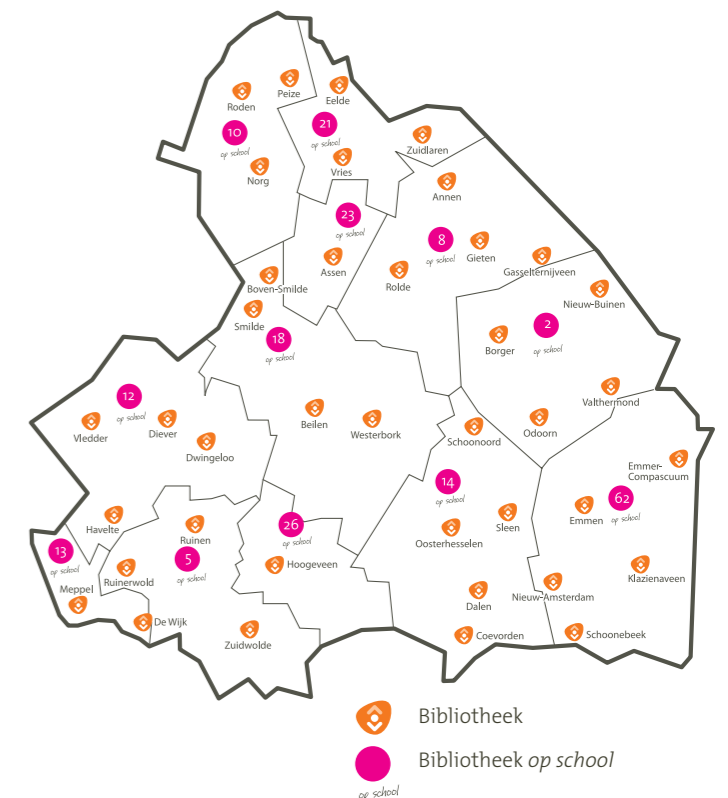 Peize
Eelde
Roden
21
10
op school
op school
Zuidlaren
Vries
Norg
Annen
23
op school
8
op school
Gieten
Assen
Gasselternijveen
Rolde
Boven-Smilde
Nieuw-Buinen
Smilde
18
op school
2
op school
Borger
12
op school
Valthermond
Vledder
Diever
Beilen
Westerbork
Odoorn
Schoonoord
Dwingeloo
Emmer-
Compascuum
14
op school
62
op school
Emmen
Havelte
Ruinen
26
op school
Sleen
Oosterhesselen
13
op school
5
op school
Hoogeveen
Klazienaveen
Ruinerwold
Meppel
Nieuw-Amsterdam
Dalen
De Wijk
Zuidwolde
Coevorden
Schoonebeek
Bibliotheek
Bibliotheek op school
op school